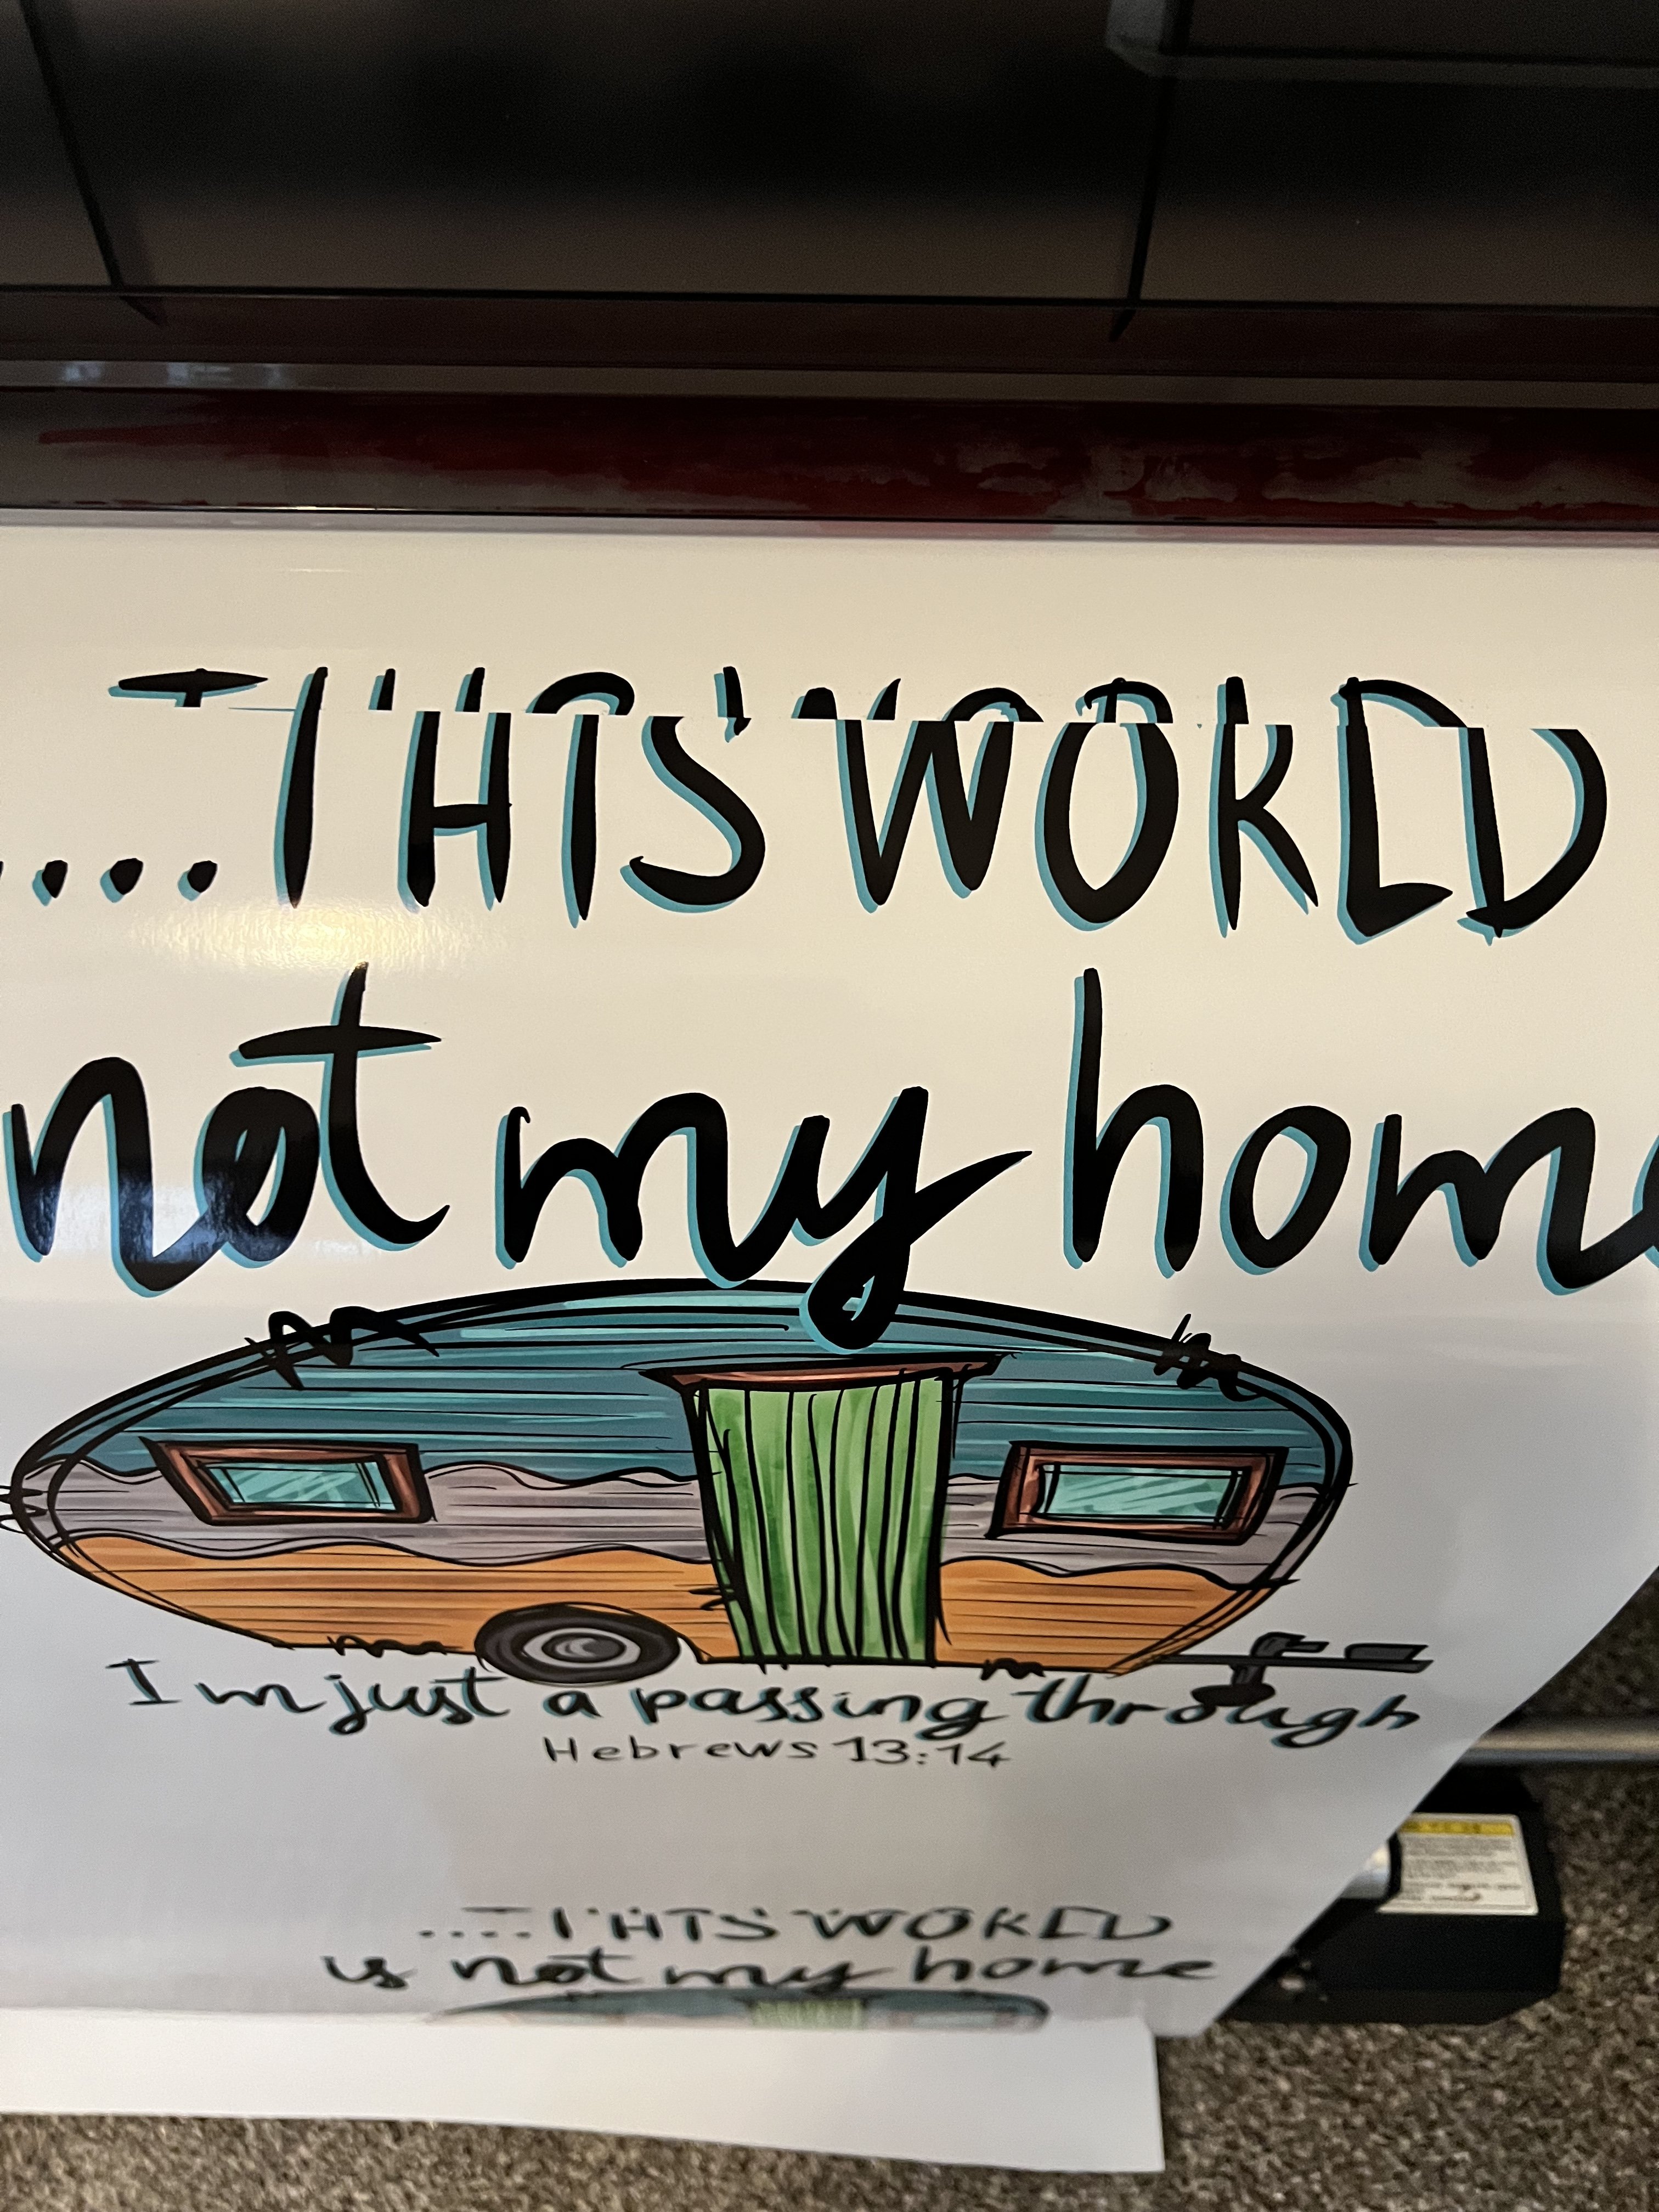 ....THIS WORLD
not my home
I'm just a passing through
Hebrews 13:14
....THIS WORLD
is not my home